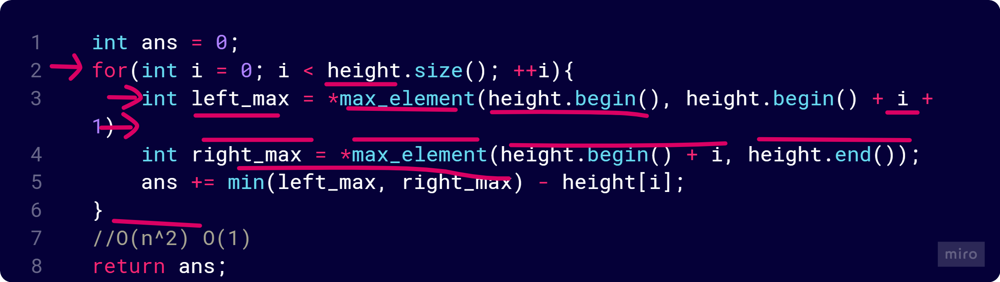 1 int ans = 0;
2 for(int i = 0; i < height.size(); ++i){
3 int left_max = *max_element(height.begin(), height.begin() + i +
1)
4 int right_max = *max_element(height.begin() + i, height.end());
5 ans += min(left_max, right_max) - height[i];
6 }
7 //O(n^2) O(1)
8 return ans;
miro